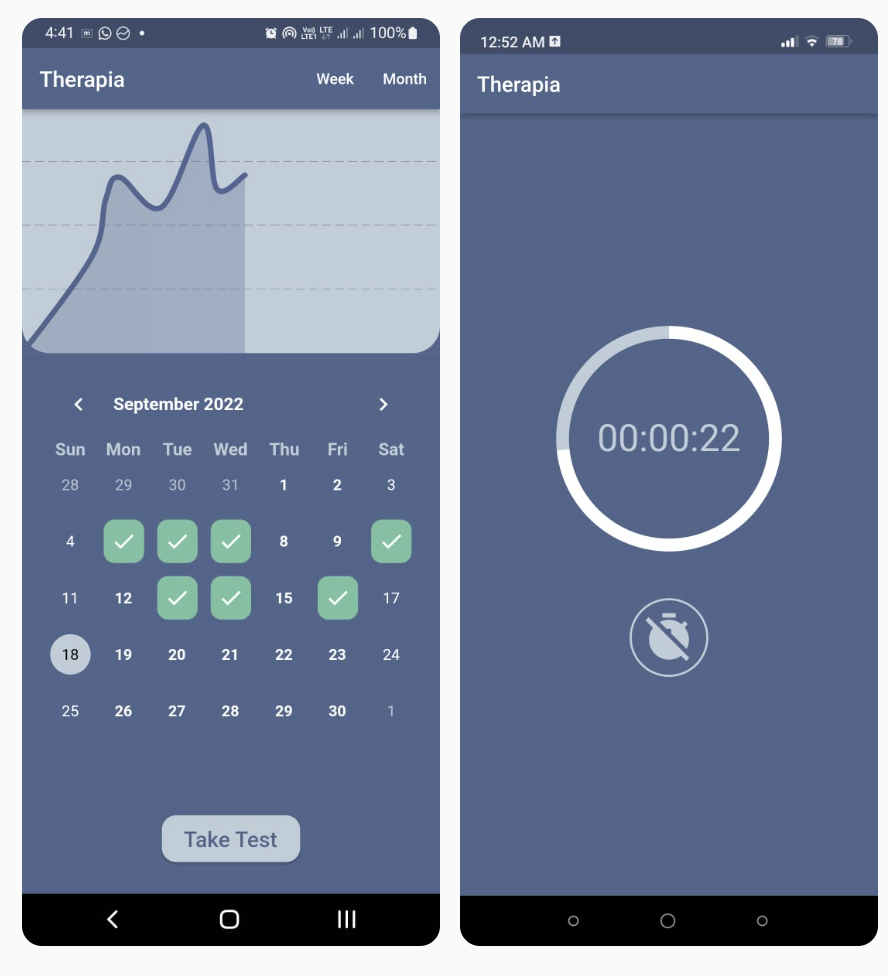 4:41
Vo) LTE
LTE1 ↓↑
100%
Therapia Week Month
September 2022
Sun Mon Tue Wed Thu Fri Sat
28 29 30 31 1 2 3
4 8 9
11 12 15 17
18 19 20 21 22 23 24
25 26 27 28 29 30 1
Take Test
12:52 AM 78
Therapia
00:00:22